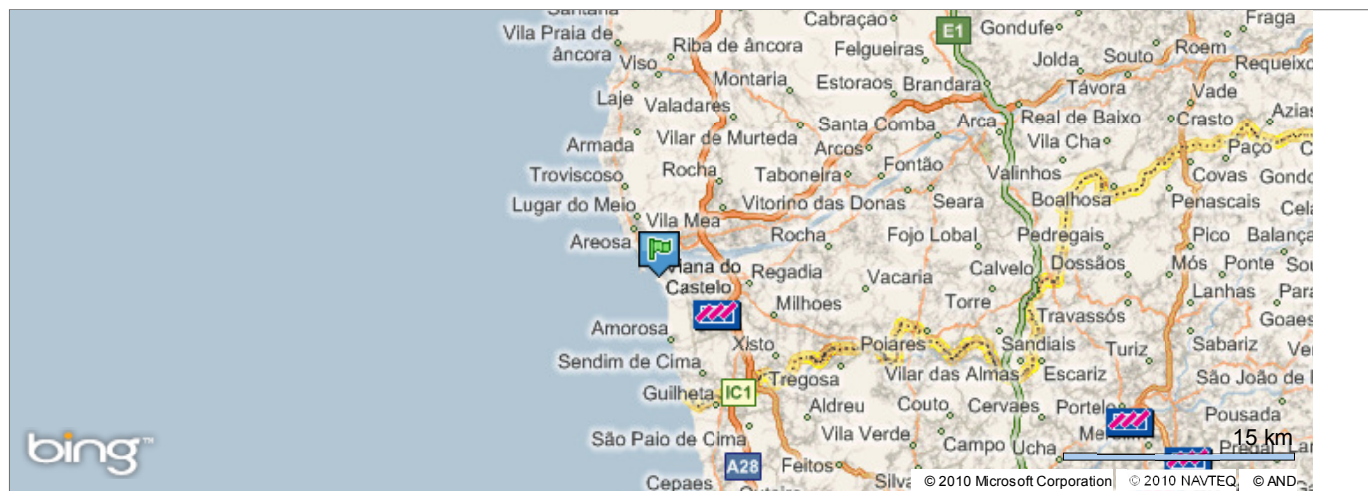 Cabração
Gondufe
Fraga
Vila Praia de
âncora
Riba de âncora
Felgueiras
E1
Roem
Viso
Jolda
Souto
Requeixo
Montaria
Estoraos
Brandara
Távora
Vade
Laje
Valadares
Santa Comba
Arca
Real de Baixo
Crasto
Azias
Armada
Vilar de Murteda
Arcos
Vila Cha
Paço
Troviscoso
Rocha
Taboneira
Fontão
Valinhos
Covas
Lugar do Meio
Vila Mea
Vitorino das Donas
Seara
Boalhosa
Penascais
Areosa
Rocha
Fojo Lobal
Pedregais
Pico
Balança
Viana do
Castelo
Regadia
Vacaria
Calvelo
Dossãos
Mós
Ponte
Milhoes
Torre
Travassós
Lanhas
Amorosa
Xisto
Polares
Sandiais
Turiz
Sabariz
Sendim de Cima
Tregosa
Vilar das Almas
Escariz
São João de
Guilheta
IC1
Aldreu
Couto
Cervaes
Portelo
Pousada
São Paio de Cima
Vila Verde
Campo
Ucha
15 km
bing™
A28
Feitos
Cepaes
© 2010 Microsoft Corporation
© 2010 NAVTEQ
© AND